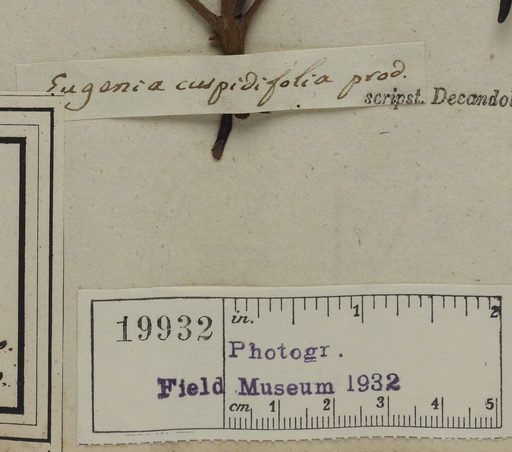 Eugenia cuspidifolia prod.
scripst. Decandol
19932
in. 1 2
Photogr.
Field Museum 1932
cm 1 2 3 4 5